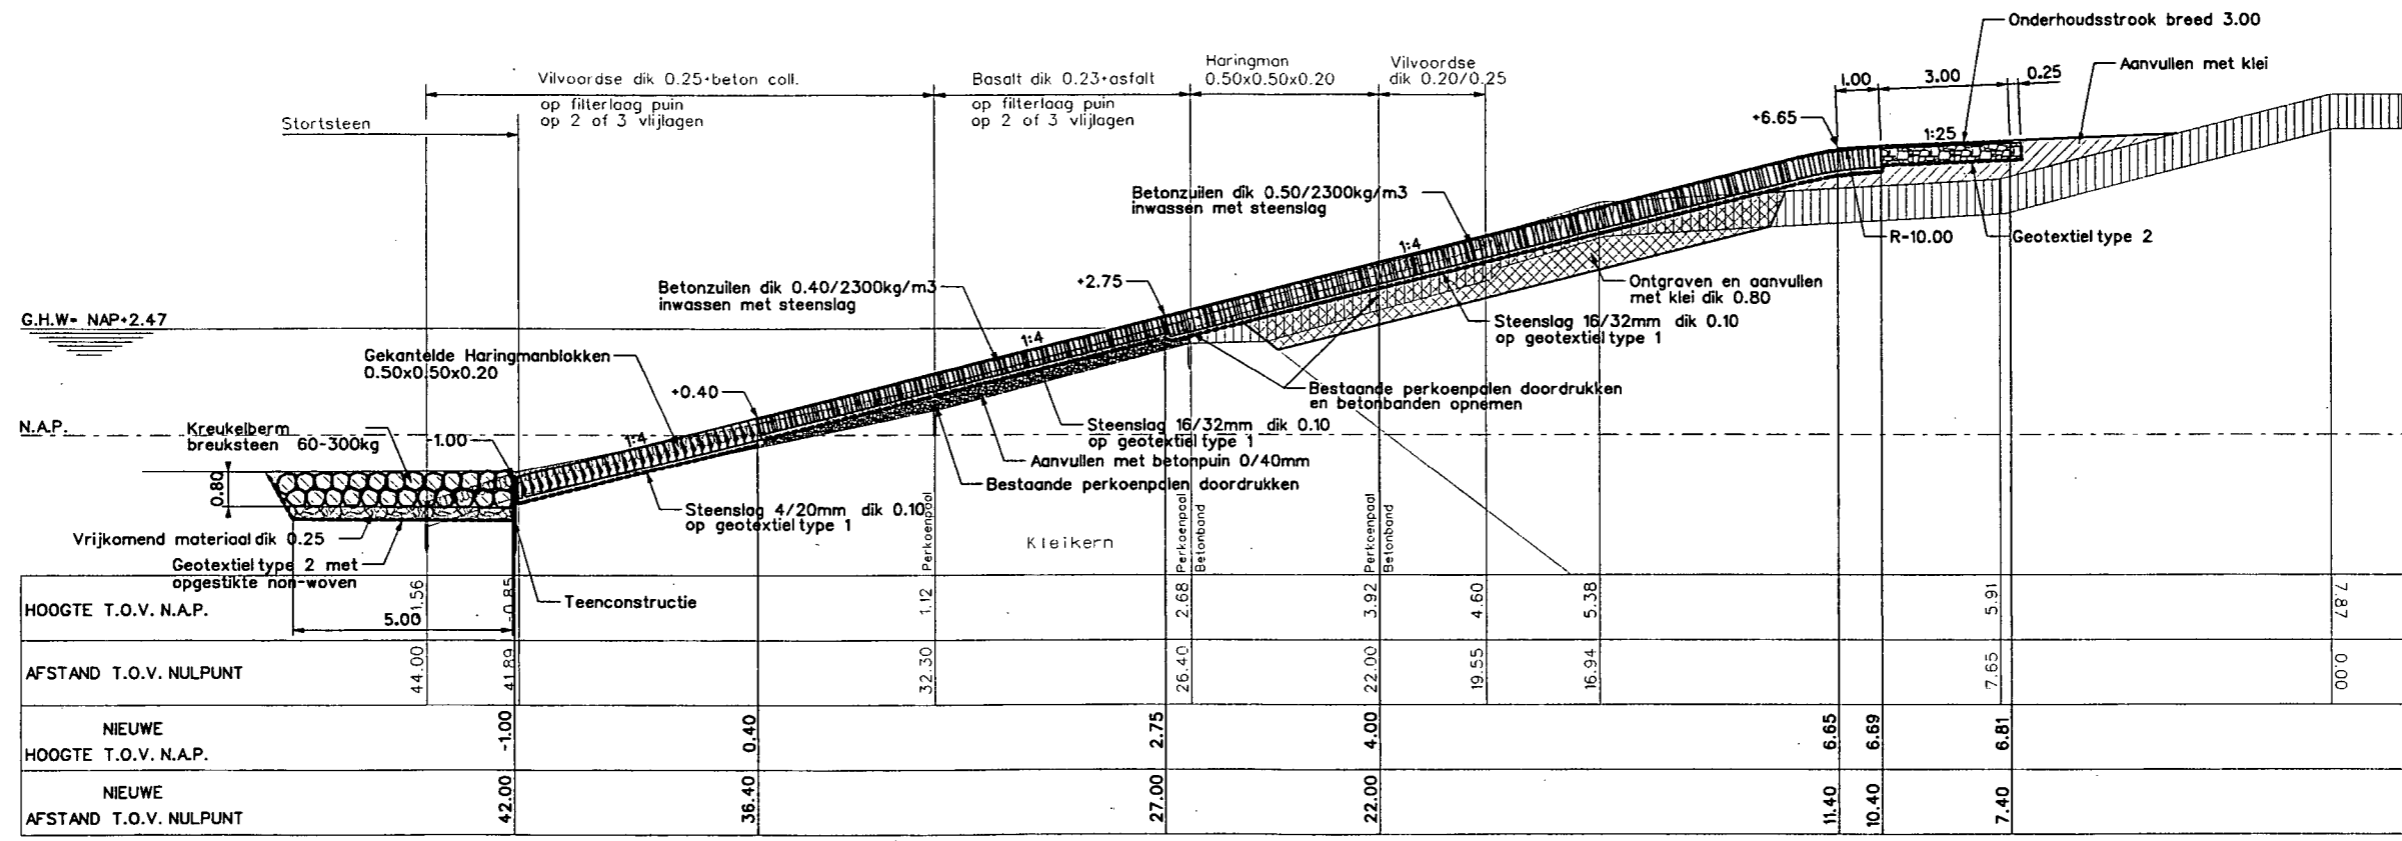 Onderhoudsstrook breed 3.00
Aanvullen met klei
1.00
3.00
0.25
Vilvoordse dik 0.25+beton coll.
op filterlaag puin
op 2 of 3 vlijlagen
Basalt dik 0.23+asfalt
op filterlaag puin
op 2 of 3 vlijlagen
Haringman
0.50x0.50x0.20
Vilvoordse
dik 0.20/0.25
Stortsteen
+6.65
1:25
Betonzuilen dik 0.50/2300kg/m3
inwassen met steenslag
1:4
R=10.00
Geotextiel type 2
Betonzuilen dik 0.40/2300kg/m3
inwassen met steenslag
+2.75
Ontgraven en aanvullen
met klei dik 0.80
G.H.W= NAP+2.47
Steenslag 16/32mm dik 0.10
op geotextiel type 1
1:4
Gekantelde Haringmanblokken
0.50x0.50x0.20
+0.40
Bestaande perkoenpalen doordrukken
en betonbanden opnemen
N.A.P.
Kreukelberm
breuksteen 60-300kg
-1.00
1:4
Steenslag 16/32mm dik 0.10
op geotextiel type 1
Aanvullen met betonpuin 0/40mm
Bestaande perkoenpalen doordrukken
0.80
Steenslag 4/20mm dik 0.10
op geotextiel type 1
Vrijkomend materiaal dik 0.25
Geotextiel type 2 met
opgestikte non-woven
Kleikern
Perkoenpaal
Perkoenpaal
Betonband
Perkoenpaal
Betonband
Teenconstructie
5.00
HOOGTE T.O.V. N.A.P. -1.56 -0.85 1.12 2.68 3.92 4.60 5.38 5.91 7.87
AFSTAND T.O.V. NULPUNT 44.00 41.89 32.30 26.40 22.00 19.55 16.94 7.65 0.00
NIEUWE
HOOGTE T.O.V. N.A.P. -1.00 0.40 2.75 4.00 6.65 6.69 6.81
NIEUWE
AFSTAND T.O.V. NULPUNT 42.00 36.40 27.00 22.00 11.40 10.40 7.40